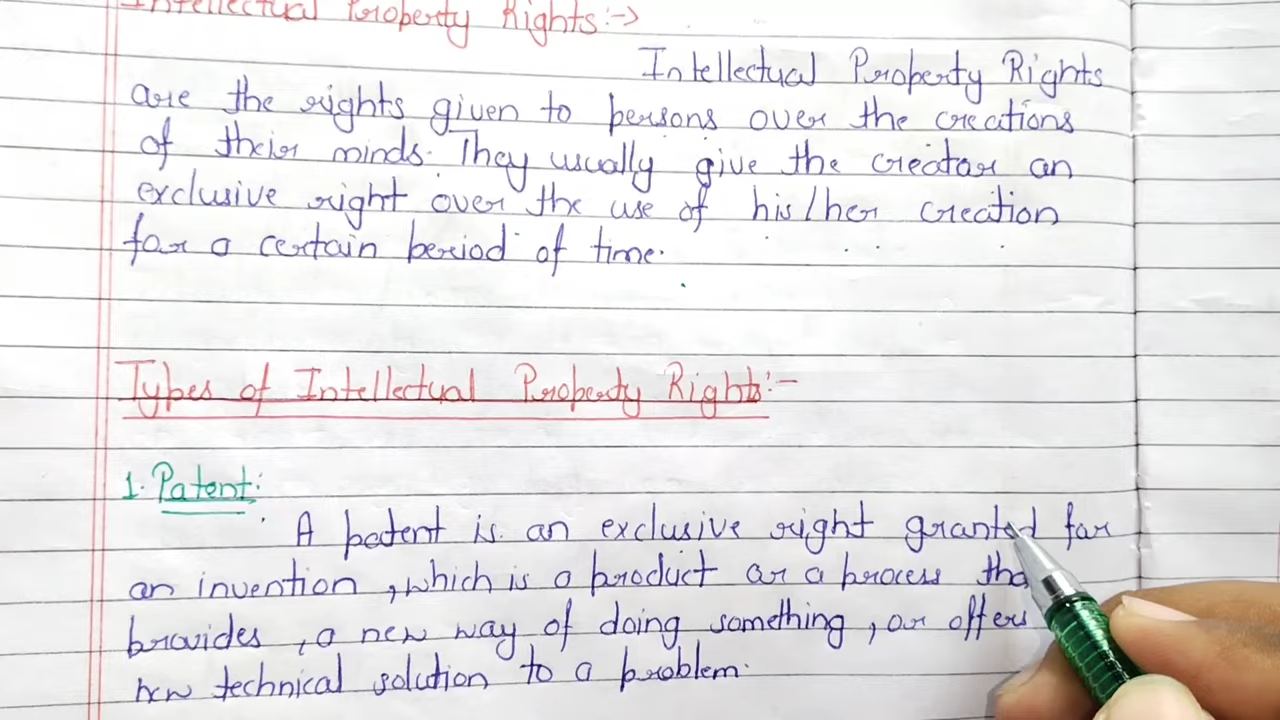 Intellectual Property Rights:->
Intellectual Property Rights
are the rights given to persons over the creations
of their minds. They usually give the creator an
exclusive right over the use of his/her creation
for a certain period of time.
Types of Intellectual Property Rights:-
1. Patent:
A patent is an exclusive right granted for
an invention, which is a product or a process tha
provides, a new way of doing something, or offers
new technical solution to a problem.